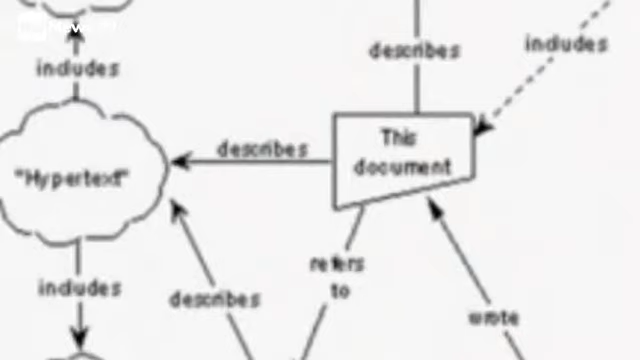 describes
includes
includes
describes
This
document
"Hypertext"
refers
to
includes
describes
wrote